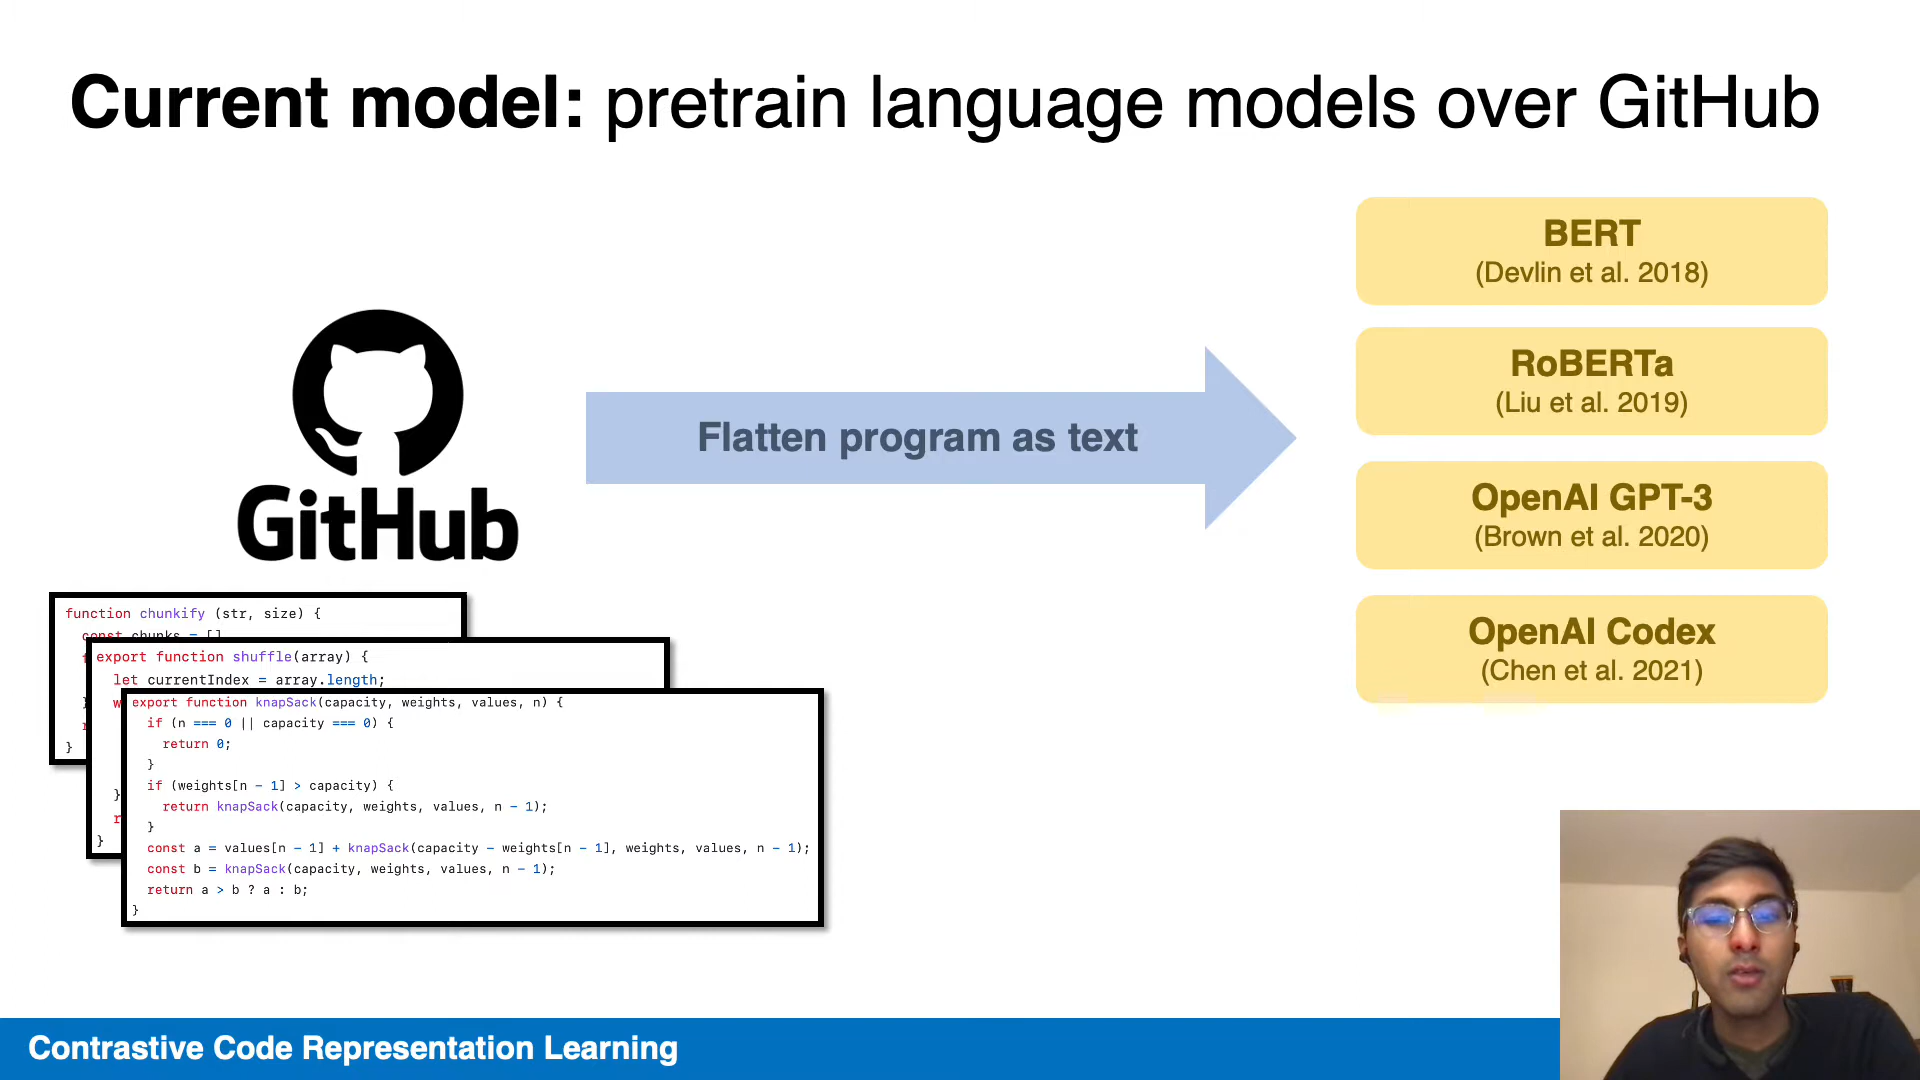 Current model: pretrain language models over GitHub
BERT
(Devlin et al. 2018)
RoBERTa
(Liu et al. 2019)
OpenAI GPT-3
(Brown et al. 2020)
OpenAI Codex
(Chen et al. 2021)
Flatten program as text
GitHub
function chunkify (str, size) {
const chunks = []
}
export function shuffle(array) {
let currentIndex = array.length;
}
}
export function knapSack(capacity, weights, values, n) {
if (n === 0 || capacity === 0) {
return 0;
}
if (weights[n - 1] > capacity) {
return knapSack(capacity, weights, values, n - 1);
}
const a = values[n - 1] + knapSack(capacity - weights[n - 1], weights, values, n - 1);
const b = knapSack(capacity, weights, values, n - 1);
return a > b ? a : b;
}
Contrastive Code Representation Learning